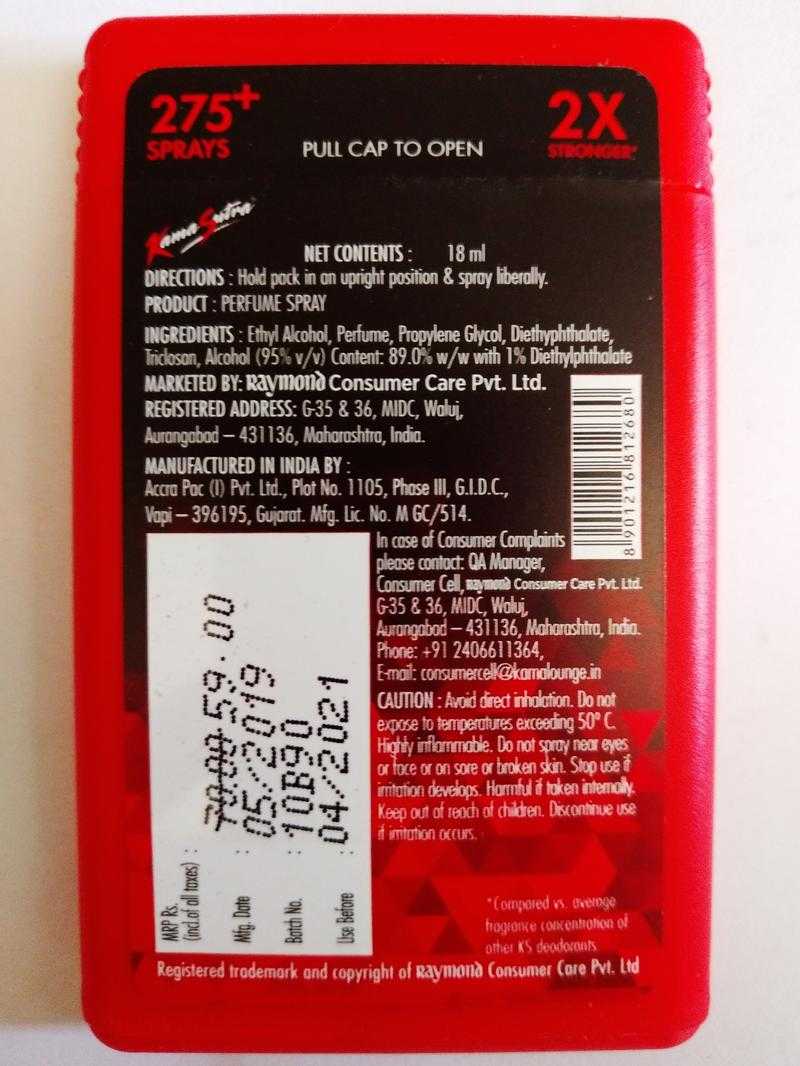 275+
SPRAYS
PULL CAP TO OPEN
2X
STRONGER*
KamaSutra
NET CONTENTS : 18 ml
DIRECTIONS : Hold pack in an upright position & spray liberally.
PRODUCT : PERFUME SPRAY
INGREDIENTS : Ethyl Alcohol, Perfume, Propylene Glycol, Diethyphthalate,
Triclosan, Alcohol (95% v/v) Content: 89.0% w/w with 1% Diethylphthalate
MARKETED BY: Raymond Consumer Care Pvt. Ltd.
REGISTERED ADDRESS: G-35 & 36, MIDC, Waluj,
Aurangabad – 431136, Maharashtra, India.
MANUFACTURED IN INDIA BY :
Accra Pac (I) Pvt. Ltd., Plot No. 1105, Phase III, G.I.D.C.,
Vapi – 396195, Gujarat. Mfg. Lic. No. M GC/514.
8 901216 812680
In case of Consumer Complaints
please contact: QA Manager,
Consumer Cell, Raymond Consumer Care Pvt. Ltd.
G-35 & 36, MIDC, Waluj,
Aurangabad – 431136, Maharashtra, India.
Phone: +91 2406611364,
E-mail: consumercell@kamalounge.in
CAUTION : Avoid direct inhalation. Do not
expose to temperatures exceeding 50° C.
Highly inflammable. Do not spray near eyes
or face or on sore or broken skin. Stop use if
irritation develops. Harmful if taken internally.
Keep out of reach of children. Discontinue use
if irritation occurs.
MRP Rs.
(incl.of all taxes) : 70.00 59.00
Mfg. Date : 05/2019
Batch No. : 10B90
Use Before : 04/2021
*Compared vs. average
fragrance concentration of
other KS deodorants.
Registered trademark and copyright of Raymond Consumer Care Pvt. Ltd